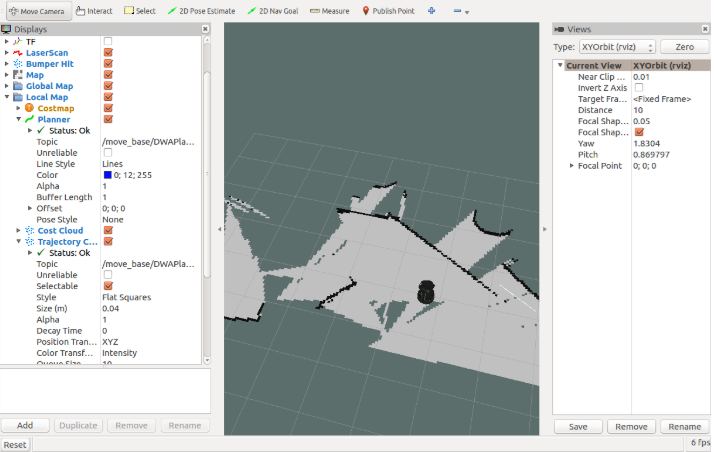 Move Camera Interact Select 2D Pose Estimate 2D Nav Goal Measure Publish Point
Displays
TF
LaserScan
Bumper Hit
Map
Global Map
Local Map
Costmap
Planner
Status: Ok
Topic /move_base/DWAPla...
Unreliable
Line Style Lines
Color 0; 12; 255
Alpha 1
Buffer Length 1
Offset 0; 0; 0
Pose Style None
Cost Cloud
Trajectory C...
Status: Ok
Topic /move_base/DWAPla...
Unreliable
Selectable
Style Flat Squares
Size (m) 0.04
Alpha 1
Decay Time 0
Position Tran... XYZ
Color Transf... Intensity
Queue Size 10
Add Duplicate Remove Rename
Reset
Views
Type: XYOrbit (rviz) Zero
Current View XYOrbit (rviz)
Near Clip ... 0.01
Invert Z Axis
Target Fra... <Fixed Frame>
Distance 10
Focal Shap... 0.05
Focal Shap...
Yaw 1.8304
Pitch 0.869797
Focal Point 0; 0; 0
Save Remove Rename
6 fps